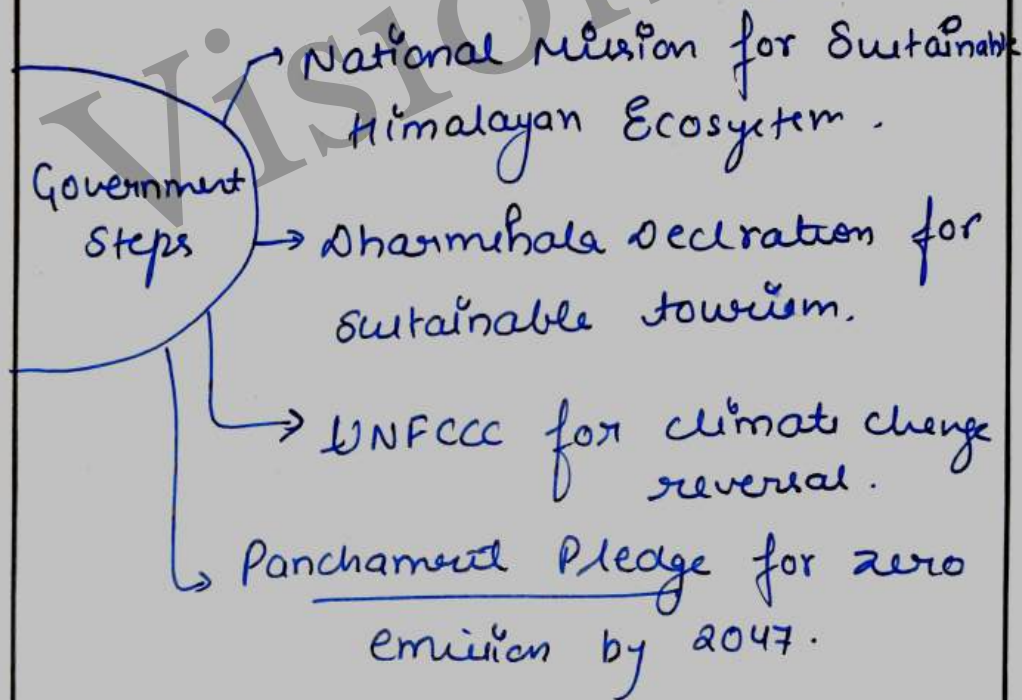 National Mission for Sustainable
Himalayan Ecosystem.
Government
Steps
Dharmshala Declration for
sustainable tourism.
UNFCCC for climate change
reversal.
Panchamrit Pledge for zero
emission by 2047.
Vision